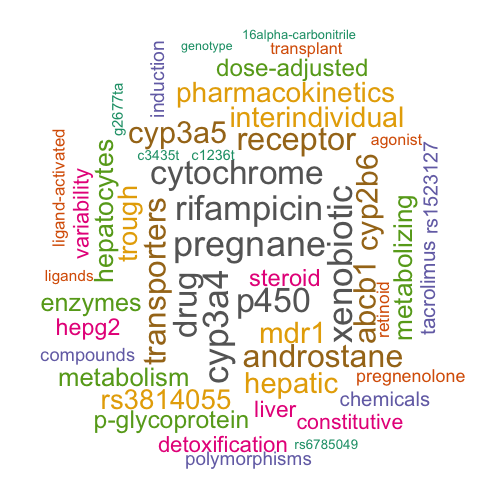 16alpha-carbonitrile
genotype
transplant
induction
dose-adjusted
g2677ta
pharmacokinetics
interindividual
cyp3a5
receptor
agonist
c3435t
c1236t
ligand-activated
variability
hepatocytes
trough
cytochrome
cyp2b6
rs1523127
rifampicin
xenobiotic
metabolizing
transporters
pregnane
tacrolimus
ligands
drug
cyp3a4
steroid
abcb1
retinoid
enzymes
p450
hepg2
mdr1
compounds
androstane
metabolism
hepatic
pregnenolone
rs3814055
chemicals
p-glycoprotein
liver
constitutive
detoxification
rs6785049
polymorphisms